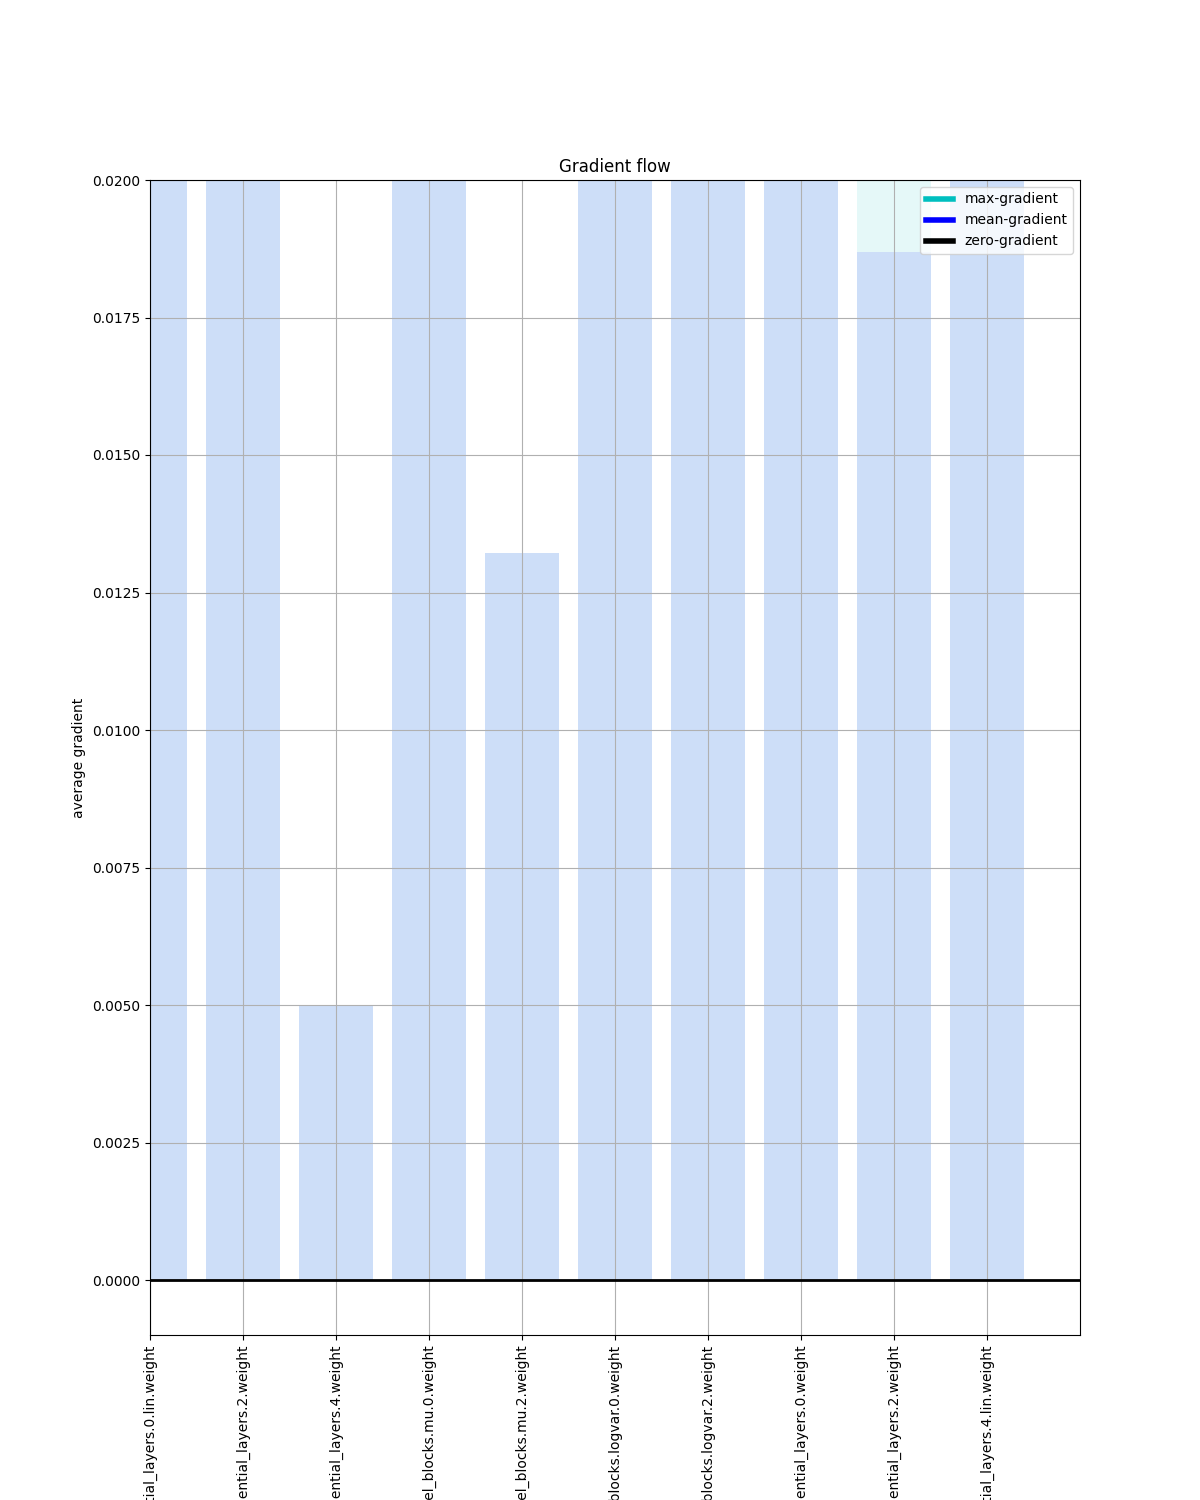 Gradient flow
max-gradient
mean-gradient
zero-gradient
0.0200
0.0175
0.0150
0.0125
0.0100
0.0075
0.0050
0.0025
0.0000
average gradient
tial_layers.0.lin.weight
ential_layers.2.weight
ential_layers.4.weight
el_blocks.mu.0.weight
el_blocks.mu.2.weight
blocks.logvar.0.weight
blocks.logvar.2.weight
ential_layers.0.weight
ential_layers.2.weight
tial_layers.4.lin.weight